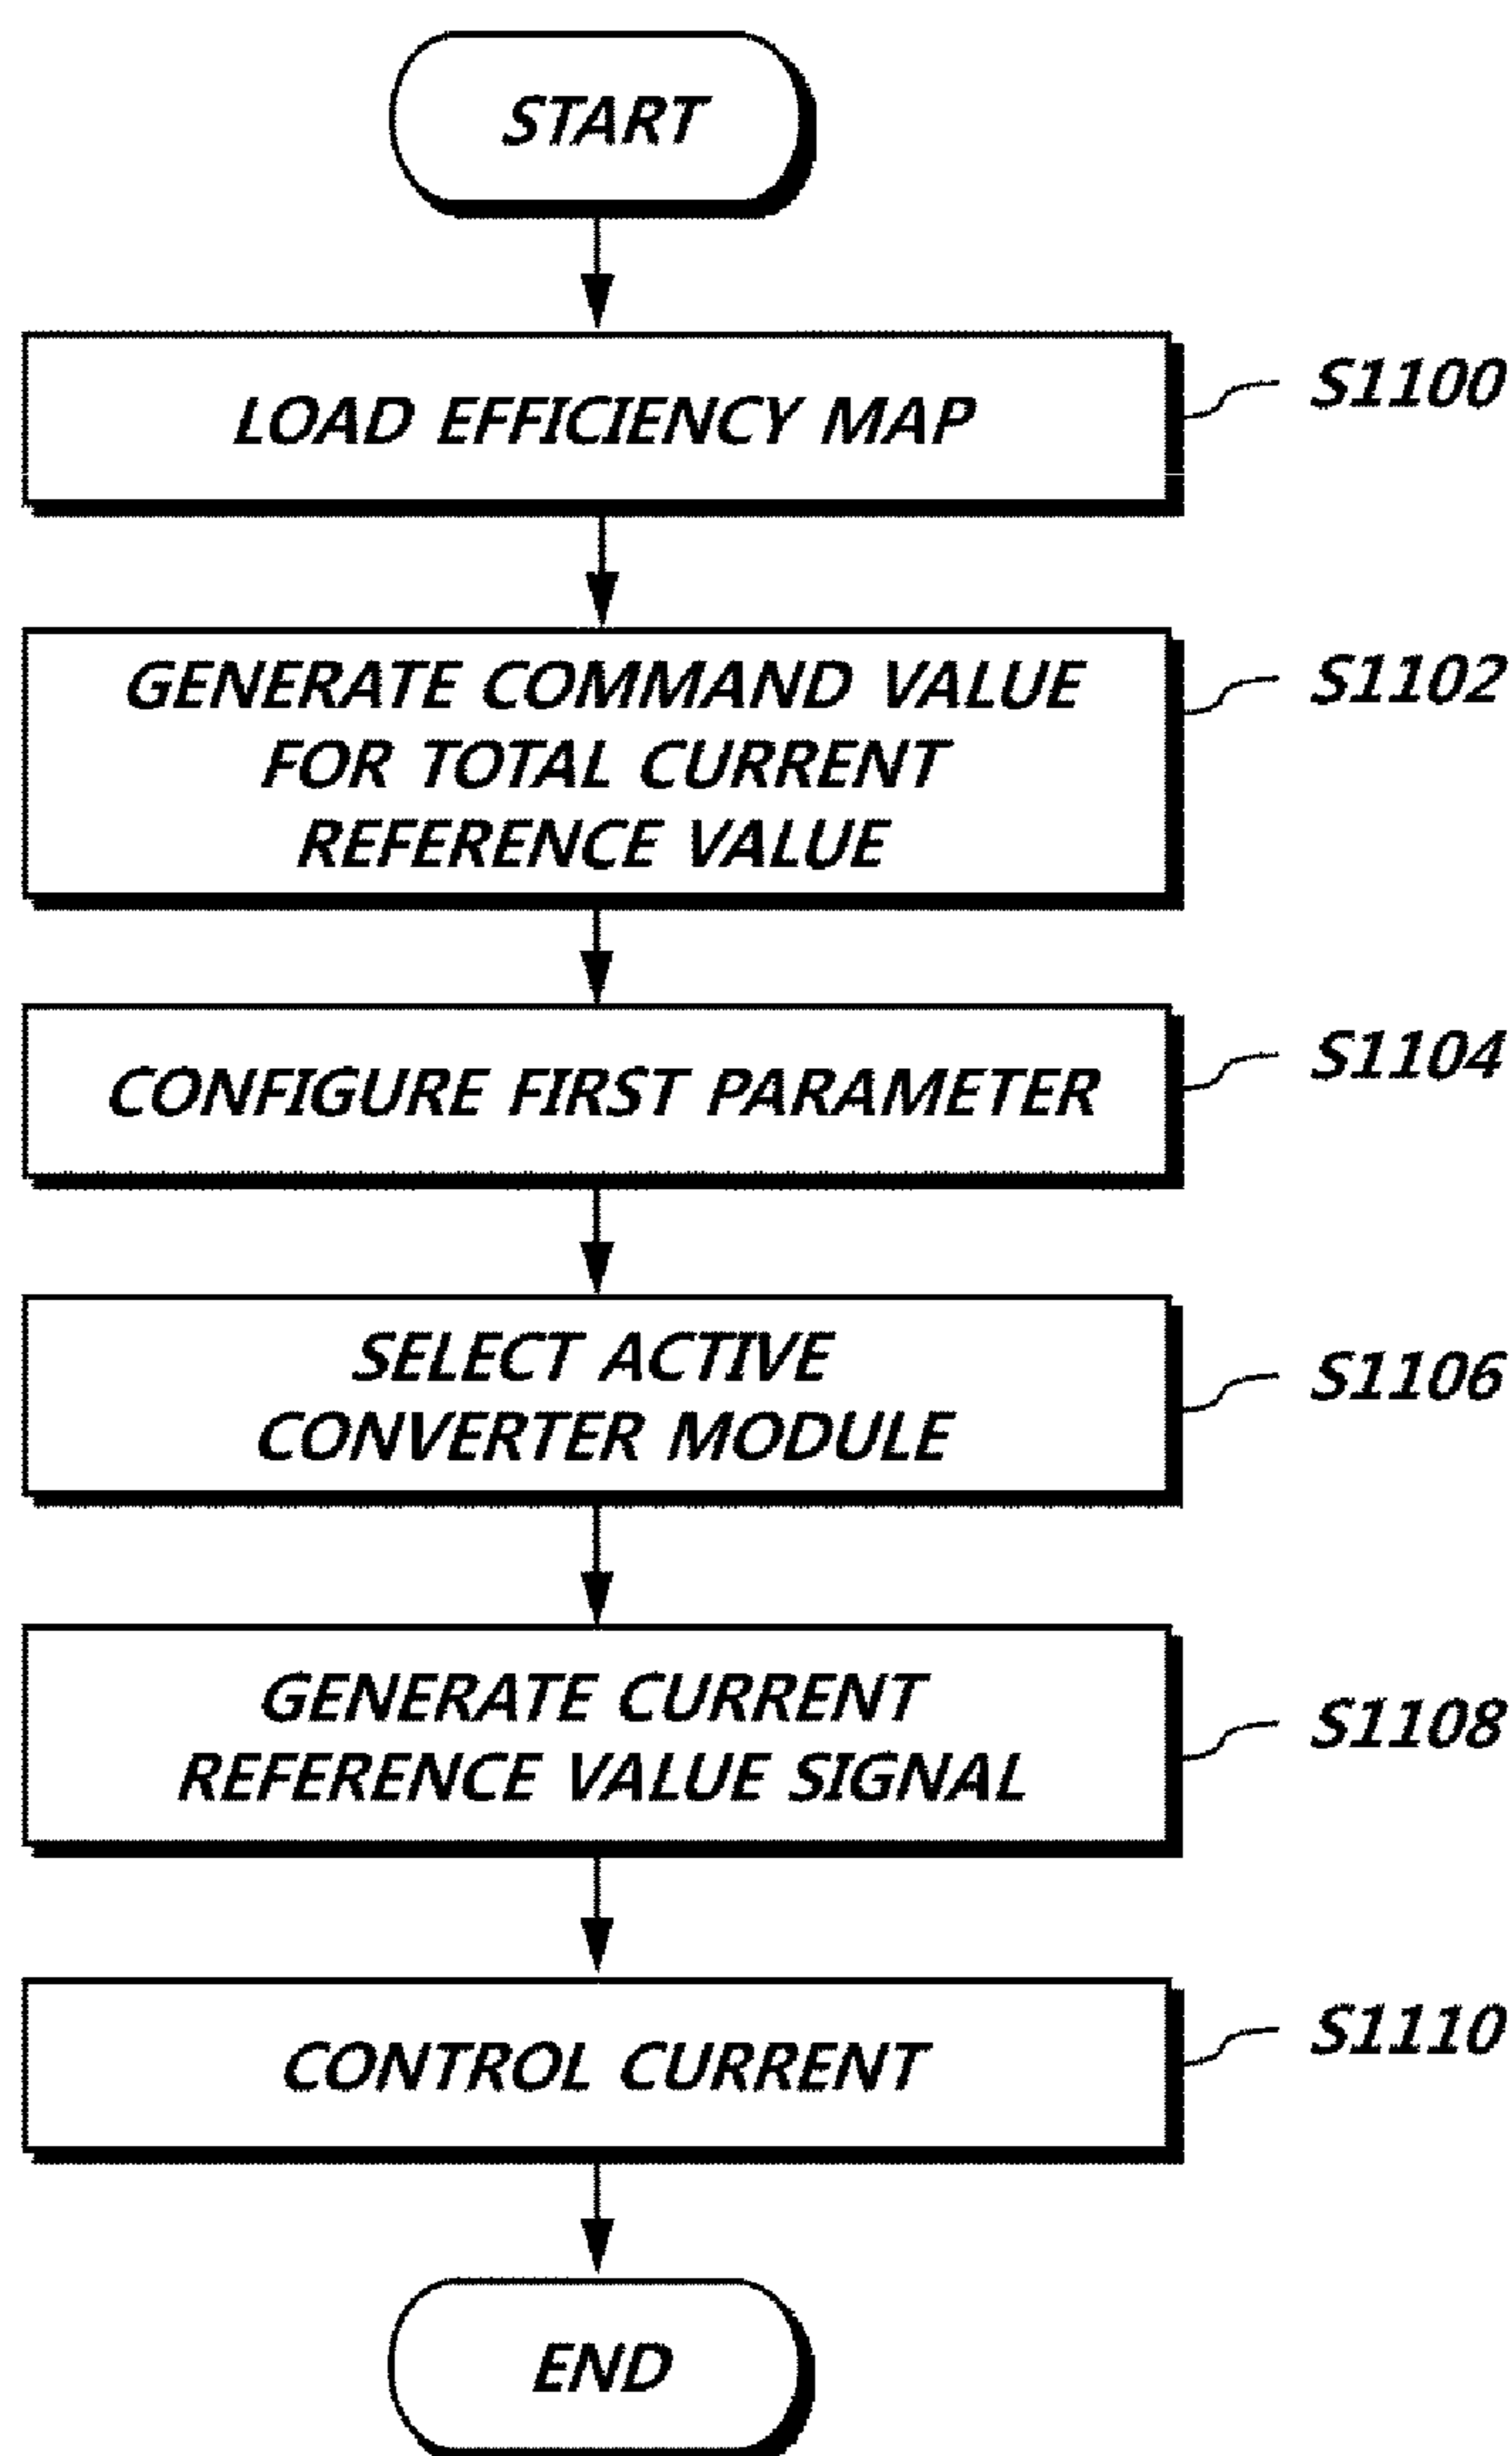 START
LOAD EFFICIENCY MAP
S1100
GENERATE COMMAND VALUE
FOR TOTAL CURRENT
REFERENCE VALUE
S1102
CONFIGURE FIRST PARAMETER
S1104
SELECT ACTIVE
CONVERTER MODULE
S1106
GENERATE CURRENT
REFERENCE VALUE SIGNAL
S1108
CONTROL CURRENT
S1110
END